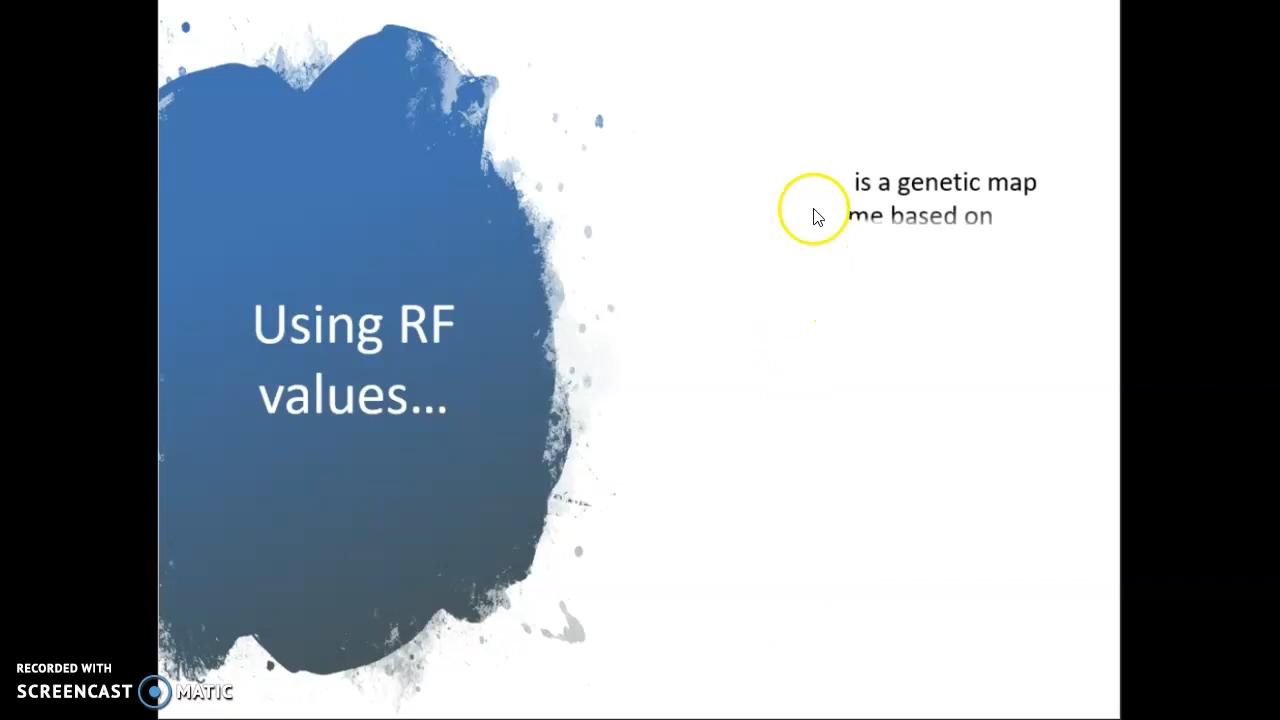 Using RF
values...
is a genetic map
me based on
RECORDED WITH
SCREENCAST MATIC